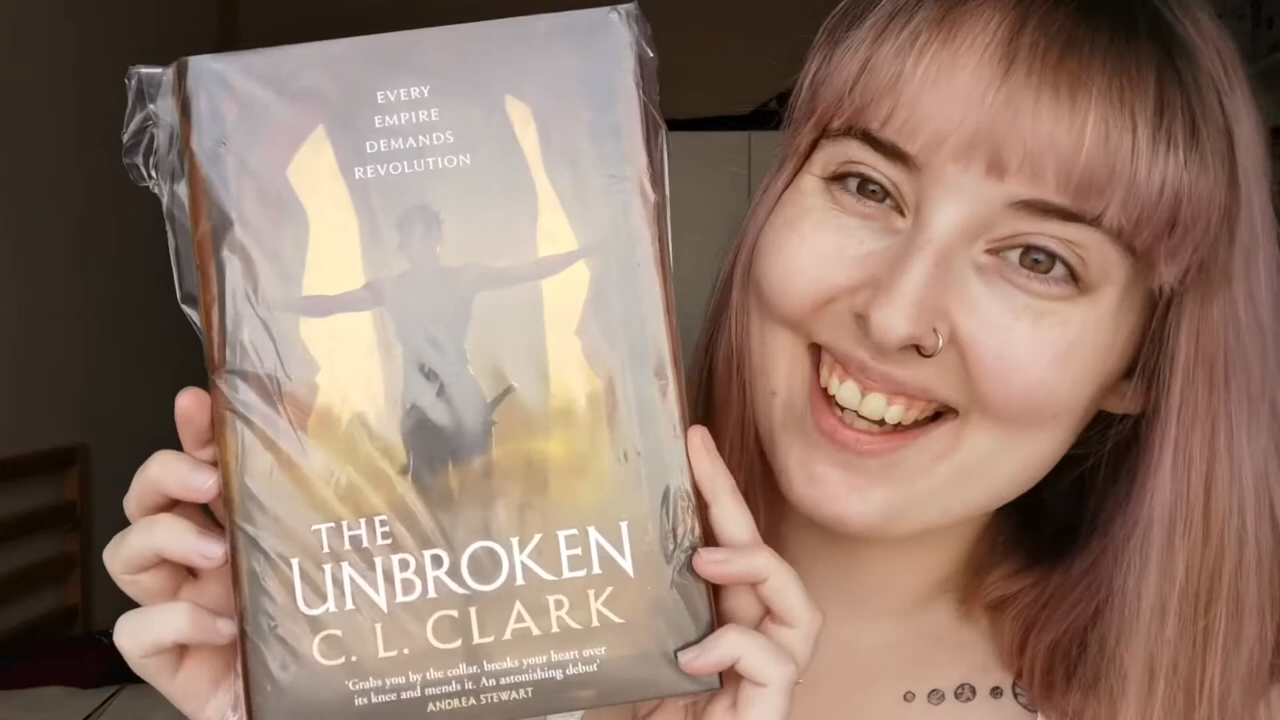 EVERY
EMPIRE
DEMANDS
REVOLUTION
THE
UNBROKEN
C. L. CLARK
'Grabs you by the collar, breaks your heart over
its knee and mends it. An astonishing debut'
ANDREA STEWART